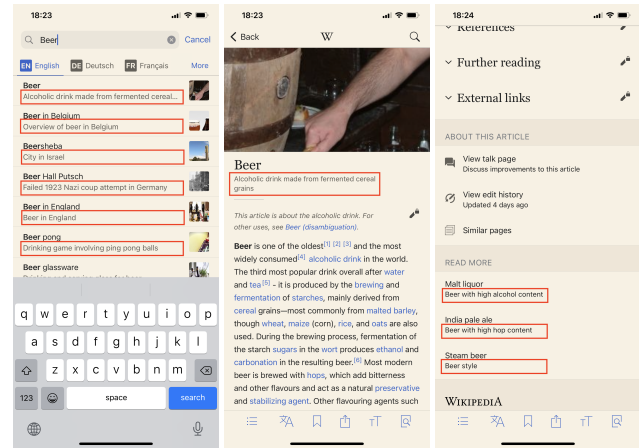 18:23
Beer
Cancel
EN English
DE Deutsch
FR Français
More
Beer
Alcoholic drink made from fermented cereal...
Beer in Belgium
Overview of beer in Belgium
Beersheba
City in Israel
Beer Hall Putsch
Failed 1923 Nazi coup attempt in Germany
Beer in England
Beer in England
Beer pong
Drinking game involving ping pong balls
Beer glassware
q w e r t y u i o p
a s d f g h j k l
z x c v b n m
123
space
search
18:23
Back
W
Beer
Alcoholic drink made from fermented cereal
grains
This article is about the alcoholic drink. For
other uses, see Beer (disambiguation).
Beer is one of the oldest[1] [2] [3] and the most
widely consumed[4] alcoholic drink in the world.
The third most popular drink overall after water
and tea[5] - it is produced by the brewing and
fermentation of starches, mainly derived from
cereal grains—most commonly from malted barley,
though wheat, maize (corn), rice, and oats are also
used. During the brewing process, fermentation of
the starch sugars in the wort produces ethanol and
carbonation in the resulting beer.[6] Most modern
beer is brewed with hops, which add bitterness
and other flavours and act as a natural preservative
and stabilizing agent. Other flavouring agents such
18:24
References
Further reading
External links
ABOUT THIS ARTICLE
View talk page
Discuss improvements to this article
View edit history
Updated 4 days ago
Similar pages
READ MORE
Malt liquor
Beer with high alcohol content
India pale ale
Beer with high hop content
Steam beer
Beer style
WIKIPEDIA